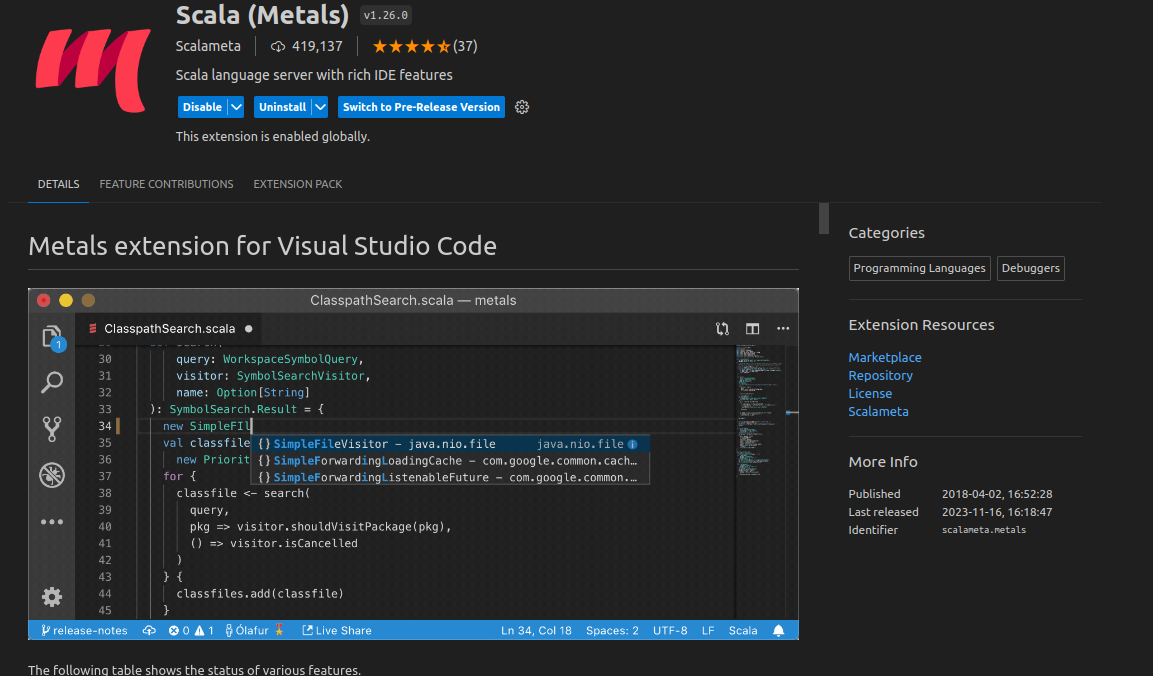 Scala (Metals) v1.26.0
Scalameta 419,137 (37)
Scala language server with rich IDE features
Disable Uninstall Switch to Pre-Release Version
This extension is enabled globally.
DETAILS FEATURE CONTRIBUTIONS EXTENSION PACK
Metals extension for Visual Studio Code
ClasspathSearch.scala — metals
ClasspathSearch.scala
1
30 query: WorkspaceSymbolQuery,
31 visitor: SymbolSearchVisitor,
32 name: Option[String]
33 ): SymbolSearch.Result = {
34 new SimpleFIl
35 val classfile
36 new Priorit
{} SimpleFileVisitor – java.nio.file java.nio.file
{} SimpleForwardingLoadingCache – com.google.common.cach…
{} SimpleForwardingListenableFuture – com.google.common.…
37 for {
38 classfile <- search(
39 query,
40 pkg => visitor.shouldVisitPackage(pkg),
41 () => visitor.isCancelled
42 )
43 } {
44 classfiles.add(classfile)
45 }
release-notes 0 1 Ólafur Live Share Ln 34, Col 18 Spaces: 2 UTF-8 LF Scala
The following table shows the status of various features.
Categories
Programming Languages Debuggers
Extension Resources
Marketplace
Repository
License
Scalameta
More Info
Published 2018-04-02, 16:52:28
Last released 2023-11-16, 16:18:47
Identifier scalameta.metals